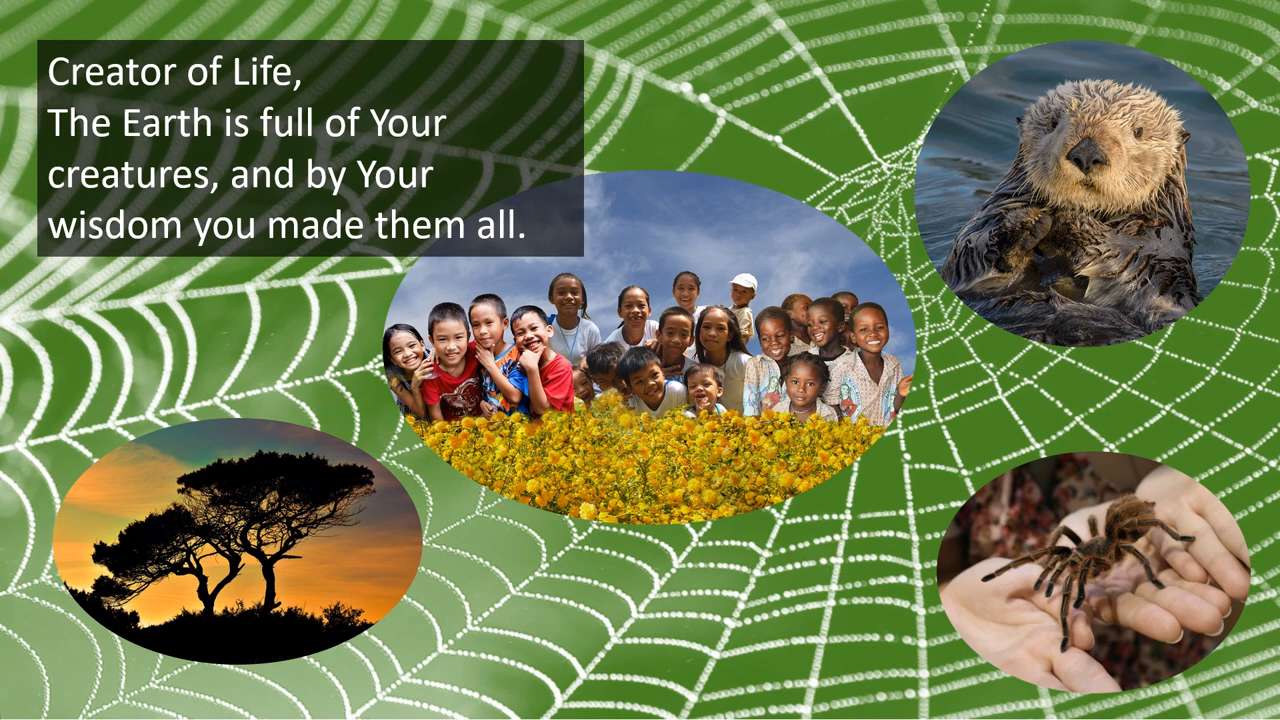 Creator of Life,
The Earth is full of Your
creatures, and by Your
wisdom you made them all.